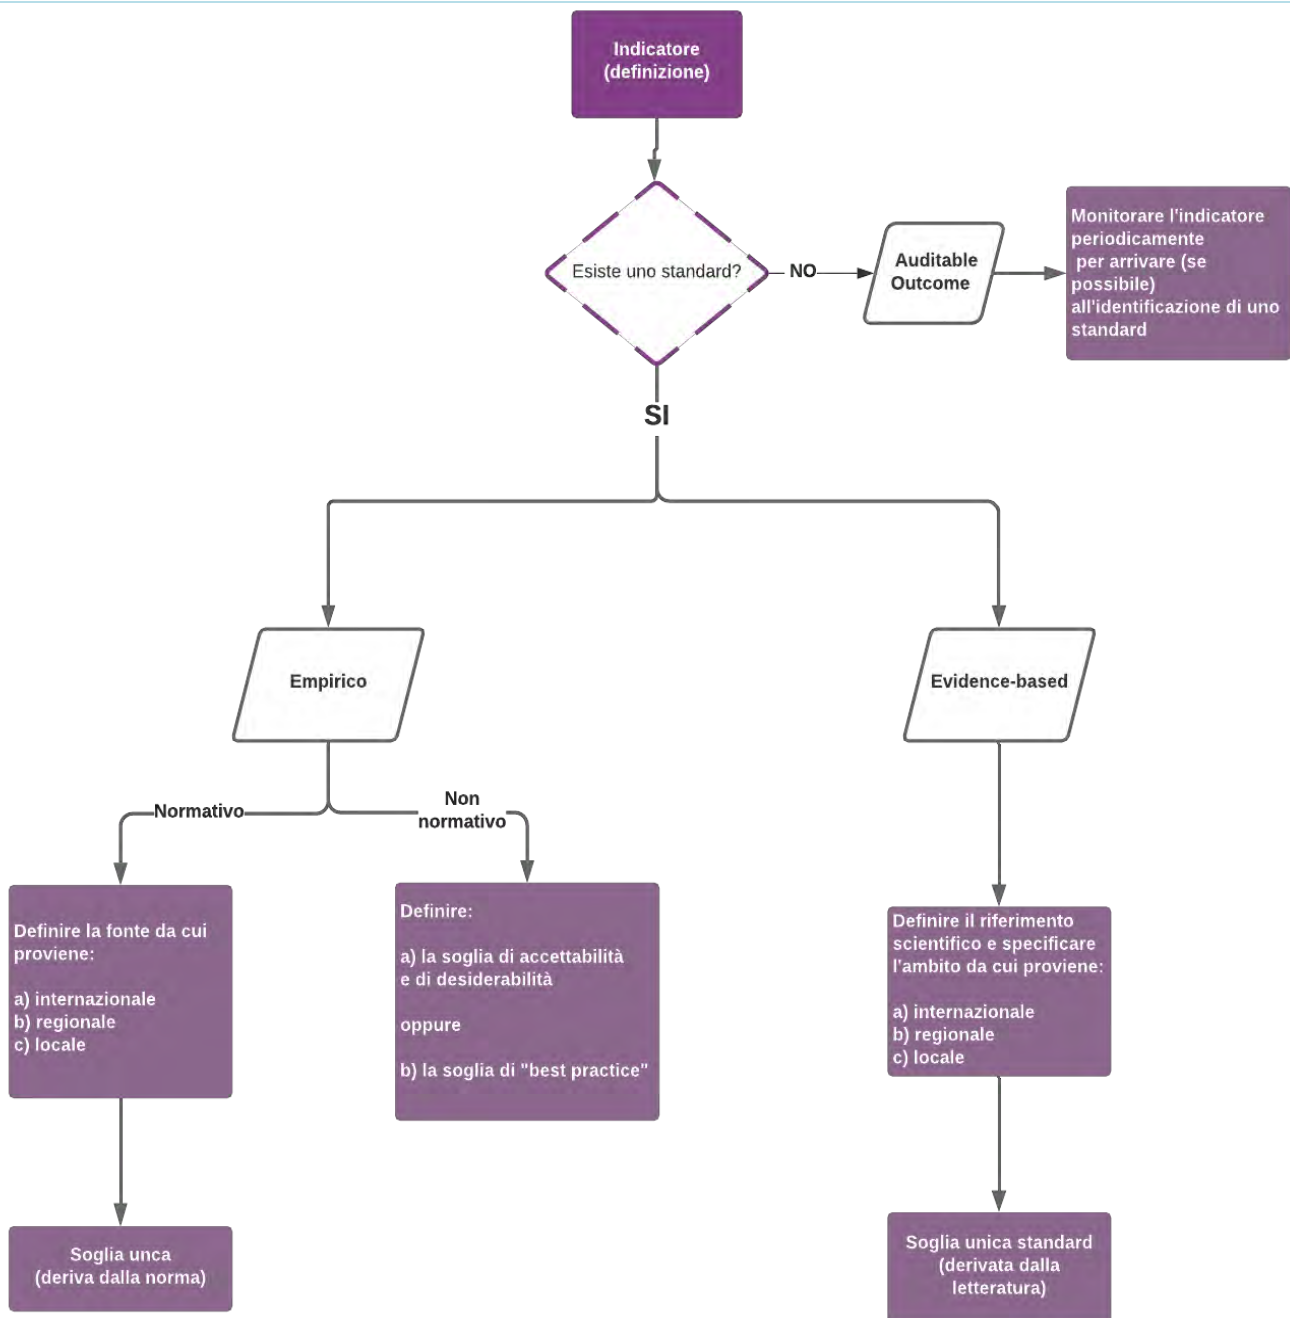 Indicatore
(definizione)
Esiste uno standard?
NO
Auditable
Outcome
Monitorare l'indicatore
periodicamente
per arrivare (se
possibile)
all'identificazione di uno
standard
SI
Empirico
Evidence-based
Normativo
Non
normativo
Definire la fonte da cui
proviene:
a) internazionale
b) regionale
c) locale
Definire:
a) la soglia di accettabilità
e di desiderabilità
oppure
b) la soglia di "best practice"
Definire il riferimento
scientifico e specificare
l'ambito da cui proviene:
a) internazionale
b) regionale
c) locale
Soglia unca
(deriva dalla norma)
Soglia unica standard
(derivata dalla
letteratura)